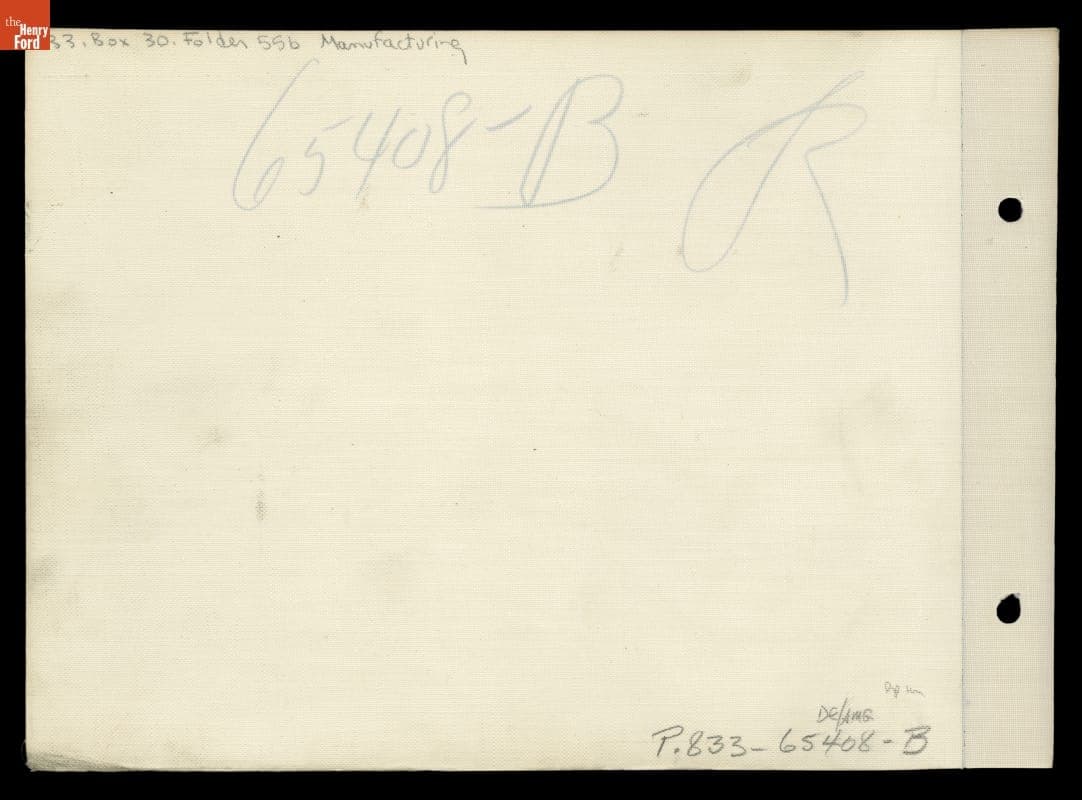 the
Henry
Ford
33. Box 30. Folder 556 Manufacturing
65408-B R
DE/AMG
P.833-65408-B